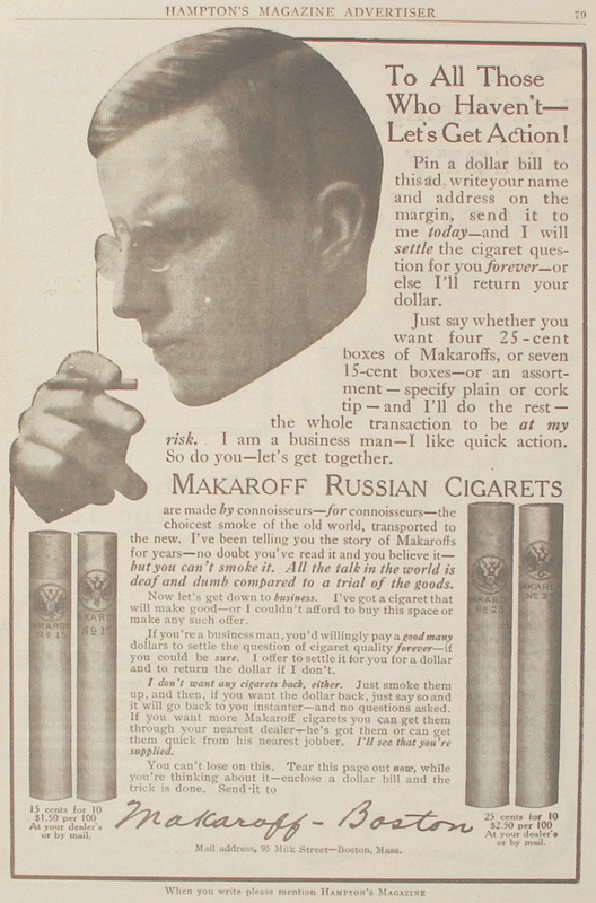 HAMPTON'S MAGAZINE ADVERTISER
79
To All Those
Who Haven't—
Let's Get Action!
Pin a dollar bill to
this ad. write your name
and address on the
margin, send it to
me today—and I will
settle the cigaret ques-
tion for you forever—or
else I'll return your
dollar.
Just say whether you
want four 25-cent
boxes of Makaroffs, or seven
15-cent boxes—or an assort-
ment—specify plain or cork
tip—and I'll do the rest—
the whole transaction to be at my
risk. I am a business man—I like quick action.
So do you—let's get together.
MAKAROFF RUSSIAN CIGARETS
are made by connoisseurs—for connoisseurs—the
choicest smoke of the old world, transported to
the new. I've been telling you the story of Makaroffs
for years—no doubt you've read it and you believe it—
but you can't smoke it. All the talk in the world is
deaf and dumb compared to a trial of the goods.
Now let's get down to business. I've got a cigaret that
will make good—or I couldn't afford to buy this space or
make any such offer.
If you're a business man, you'd willingly pay a good many
dollars to settle the question of cigaret quality forever—if
you could be sure. I offer to settle it for you for a dollar
and to return the dollar if I don't.
I don't want any cigarets back, either. Just smoke them
up, and then, if you want the dollar back, just say so and
it will go back to you instanter—and no questions asked.
If you want more Makaroff cigarets you can get them
through your nearest dealer—he's got them or can get
them quick from his nearest jobber. I'll see that you're
supplied.
You can't lose on this. Tear this page out now, while
you're thinking about it—enclose a dollar bill and the
trick is done. Send it to
Makaroff - Boston
Mail address, 95 Milk Street—Boston, Mass.
No 15
No 15
No 25
No 25
15 cents for 10
$1.50 per 100
At your dealer's
or by mail.
25 cents for 10
$2.50 per 100
At your dealer's
or by mail.
When you write please mention HAMPTON'S MAGAZINE